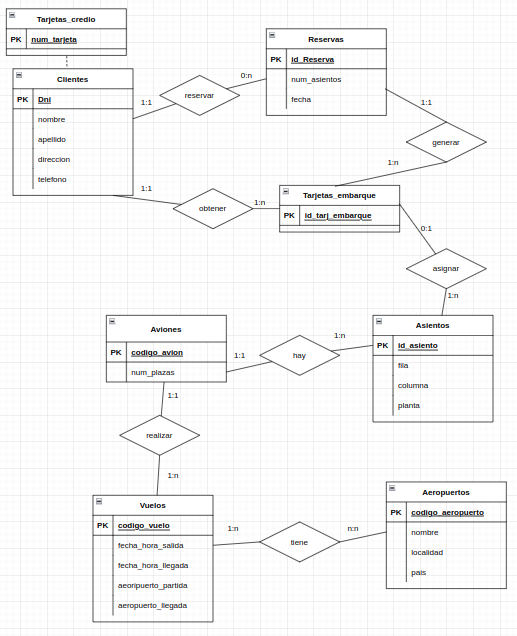 Tarjetas_credio
PK num_tarjeta
Clientes
PK Dni
nombre
apellido
direccion
telefono
1:1
reservar
0:n
Reservas
PK id_Reserva
num_asientos
fecha
1:1
generar
1:n
1:1
obtener
1:n
Tarjetas_embarque
PK id_tarj_embarque
0:1
asignar
1:n
Aviones
PK codigo_avion
num_plazas
1:1
hay
1:n
Asientos
PK id_asiento
fila
columna
planta
1:1
realizar
1:n
Vuelos
PK codigo_vuelo
fecha_hora_salida
fecha_hora_llegada
aeoripuerto_partida
aeropuerto_llegada
1:n
tiene
n:n
Aeropuertos
PK codigo_aeropuerto
nombre
localidad
pais